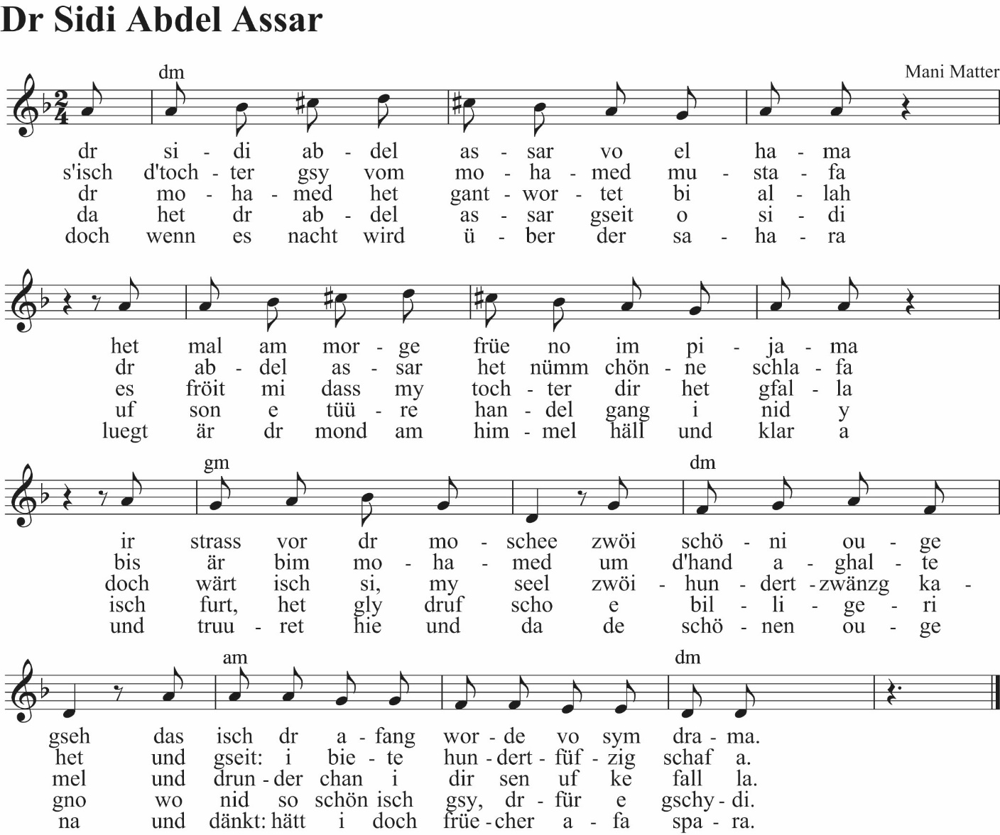 Dr Sidi Abdel Assar
dm
Mani Matter
2
4
dr si - di ab - del as - sar vo el ha - ma
s'isch d'toch - ter gsy vom mo - ha - med mu - sta - fa
dr mo - ha - med het gant - wor - tet bi al - lah
da het dr ab - del as - sar gseit o si - di
doch wenn es nacht wird ü - ber der sa - ha - ra
het mal am mor - ge früe no im pi - ja - ma
dr ab - del as - sar het nümm chön - ne schla - fa
es fröit mi dass my toch - ter dir het gfal - la
uf son e tüü - re han - del gang i nid y
luegt är dr mond am him - mel häll und klar a
gm dm
ir strass vor dr mo - schee zwöi schö - ni ou - ge
bis är bim mo - ha - med um d'hand a - ghal - te
doch wärt isch si, my seel zwöi - hun - dert - zwänzg ka -
isch furt, het gly druf scho e bil - li - ge - ri
und truu - ret hie und da de schö - nen ou - ge
am dm
gseh das isch dr a - fang wor - de vo sym dra - ma.
het und gseit: i bie - te hun - dert - füf - zig schaf a.
mel und drun - der chan i dir sen uf ke fall la.
gno wo nid so schön isch gsy, dr - für e gschy - di.
na und dänkt: hätt i doch früe - cher a - fa spa - ra.